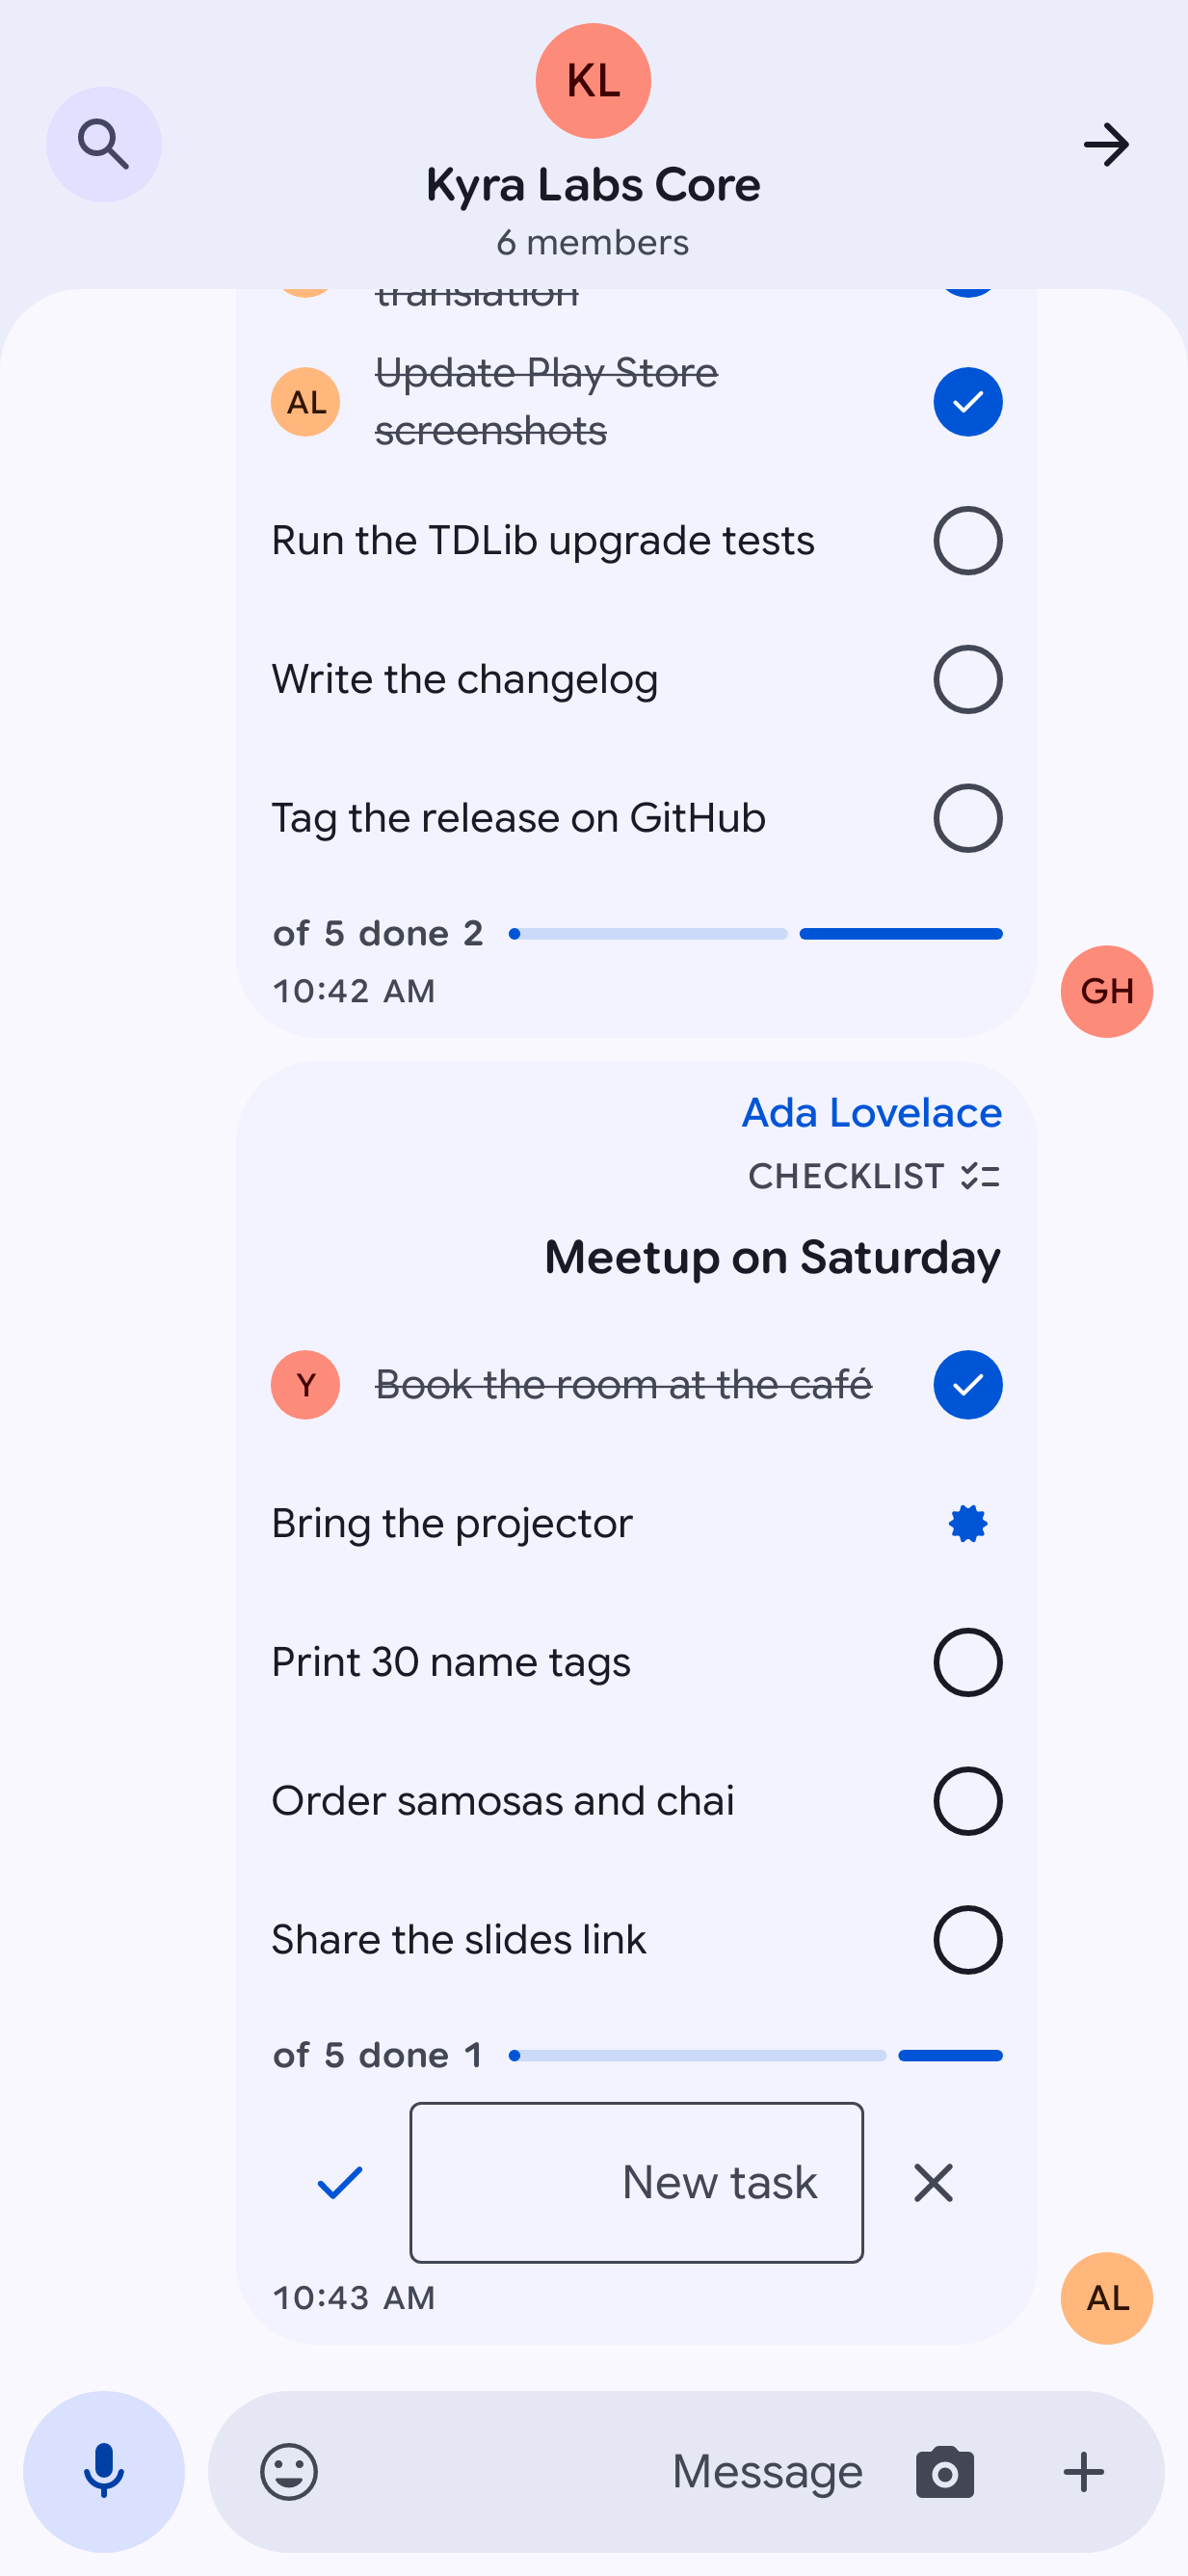 KL
Kyra Labs Core
6 members
translation
AL
Update Play Store
screenshots
Run the TDLib upgrade tests
Write the changelog
Tag the release on GitHub
of 5 done 2
10:42 AM
GH
Ada Lovelace
CHECKLIST
Meetup on Saturday
Y
Book the room at the café
Bring the projector
Print 30 name tags
Order samosas and chai
Share the slides link
of 5 done 1
New task
10:43 AM
AL
Message